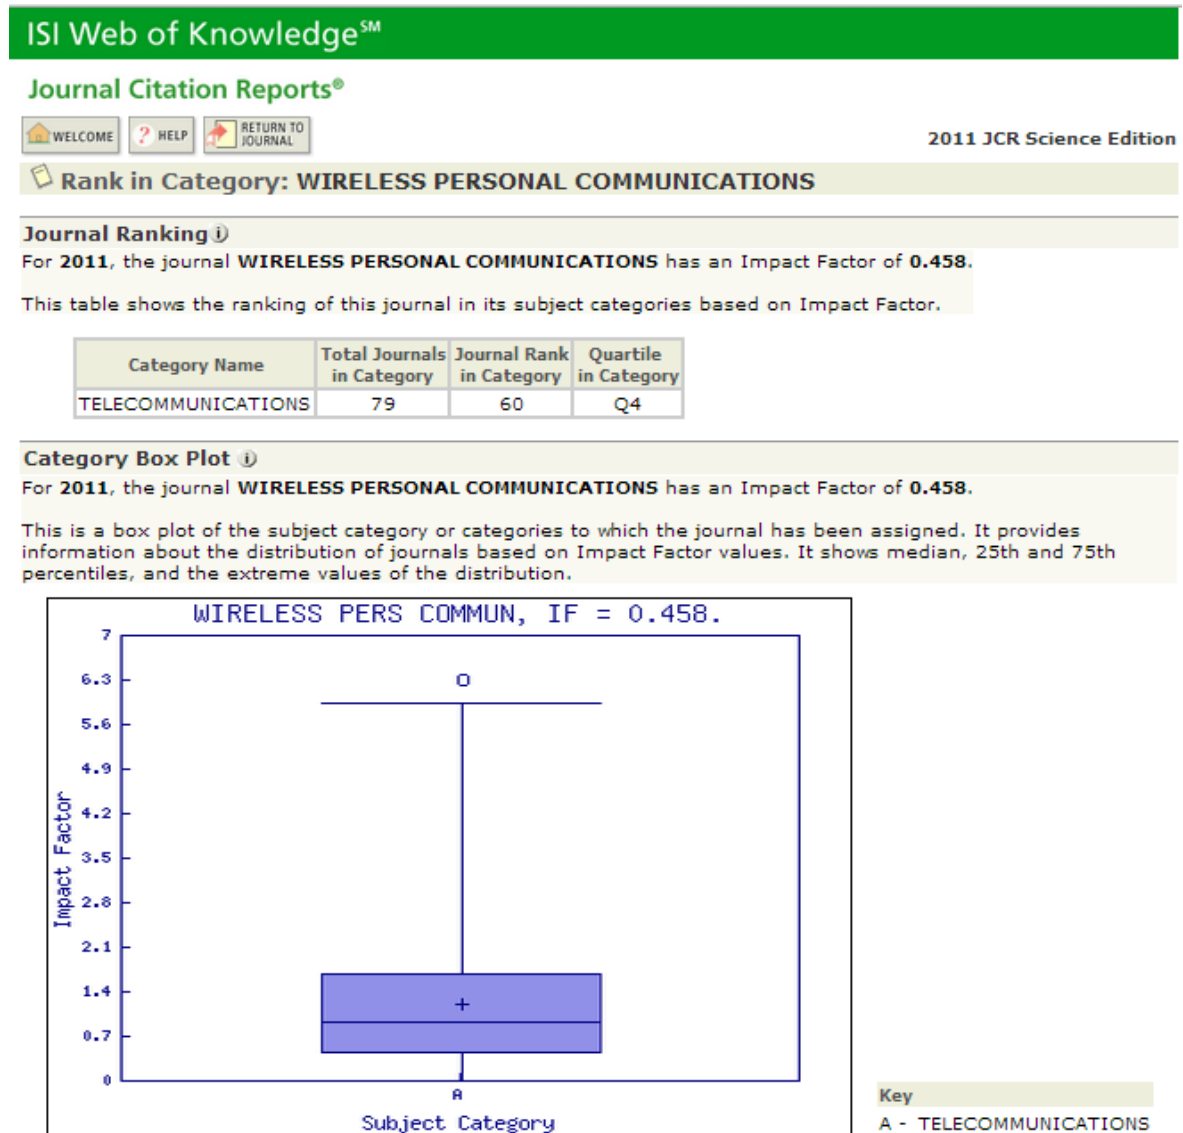 ISI Web of Knowledge℠
Journal Citation Reports®
WELCOME ? HELP RETURN TO JOURNAL
2011 JCR Science Edition
Rank in Category: WIRELESS PERSONAL COMMUNICATIONS
Journal Ranking i
For 2011, the journal WIRELESS PERSONAL COMMUNICATIONS has an Impact Factor of 0.458.
This table shows the ranking of this journal in its subject categories based on Impact Factor.
Category Name Total Journals in Category Journal Rank in Category Quartile in Category
TELECOMMUNICATIONS 79 60 Q4
Category Box Plot i
For 2011, the journal WIRELESS PERSONAL COMMUNICATIONS has an Impact Factor of 0.458.
This is a box plot of the subject category or categories to which the journal has been assigned. It provides
information about the distribution of journals based on Impact Factor values. It shows median, 25th and 75th
percentiles, and the extreme values of the distribution.
WIRELESS PERS COMMUN, IF = 0.458.
7
6.3
5.6
4.9
4.2
3.5
2.8
2.1
1.4
0.7
0
Impact Factor
A
Subject Category
Key
A - TELECOMMUNICATIONS